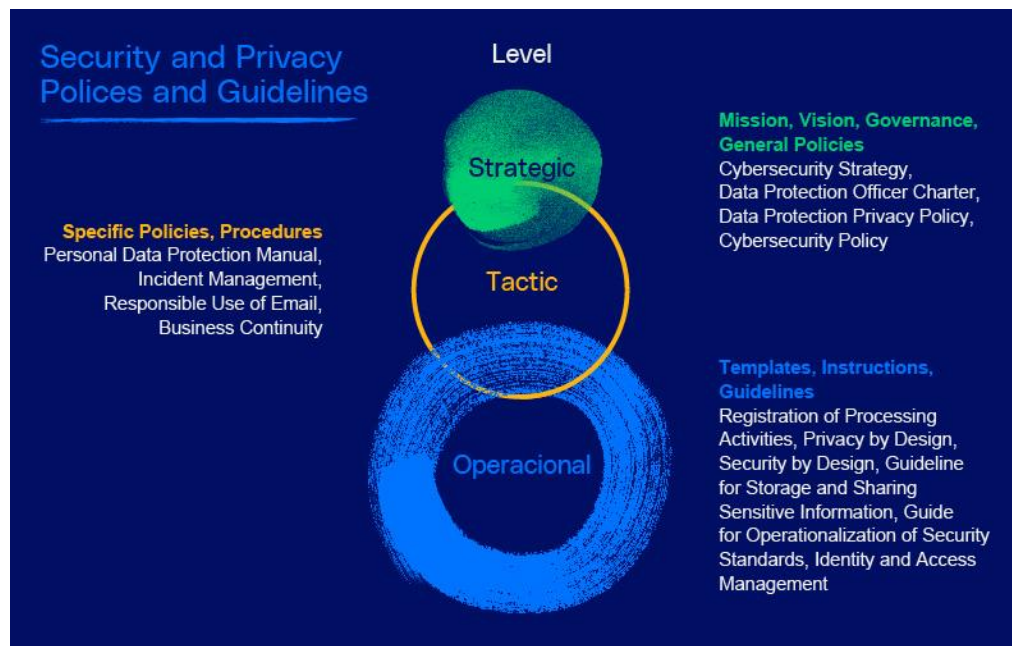 Security and Privacy
Polices and Guidelines
Level
Strategic
Mission, Vision, Governance,
General Policies
Cybersecurity Strategy,
Data Protection Officer Charter,
Data Protection Privacy Policy,
Cybersecurity Policy
Specific Policies, Procedures
Personal Data Protection Manual,
Incident Management,
Responsible Use of Email,
Business Continuity
Tactic
Operacional
Templates, Instructions,
Guidelines
Registration of Processing
Activities, Privacy by Design,
Security by Design, Guideline
for Storage and Sharing
Sensitive Information, Guide
for Operationalization of Security
Standards, Identity and Access
Management